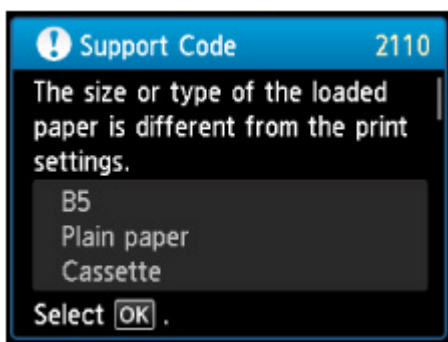 Support Code 2110
The size or type of the loaded
paper is different from the print
settings.
B5
Plain paper
Cassette
Select OK .